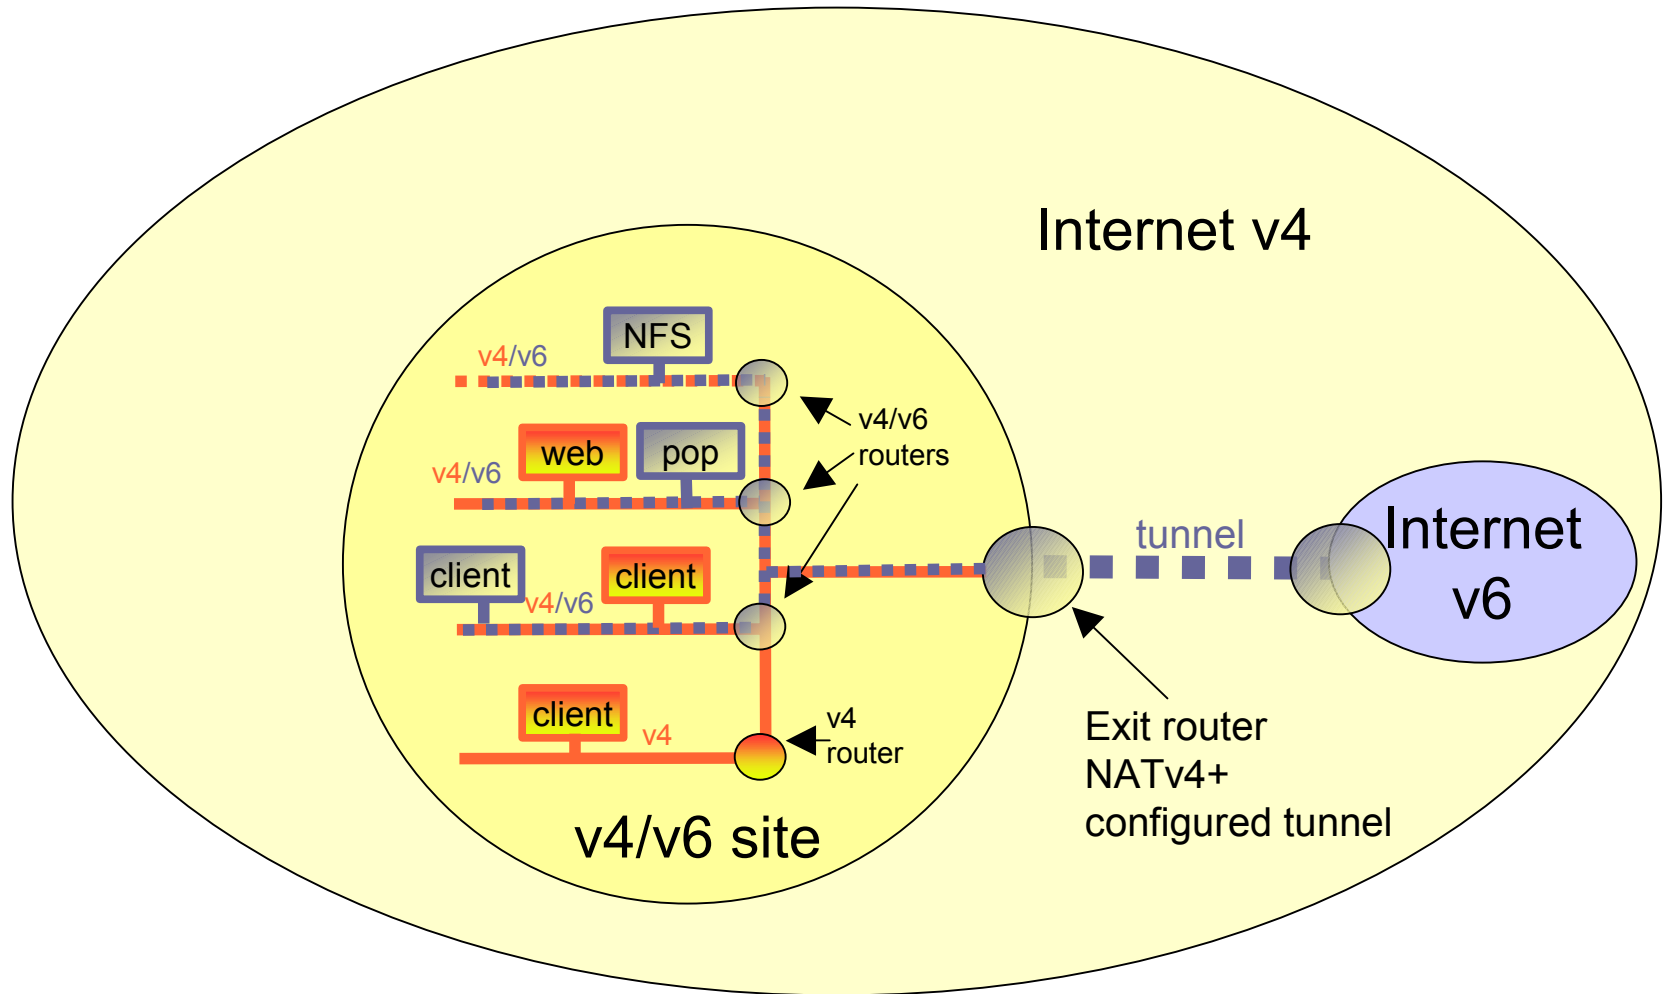 Internet v4
NFS
v4/v6
v4/v6
routers
web
pop
v4/v6
tunnel
Internet
v6
client
client
v4/v6
client
v4
v4
router
Exit router
NATv4+
configured tunnel
v4/v6 site